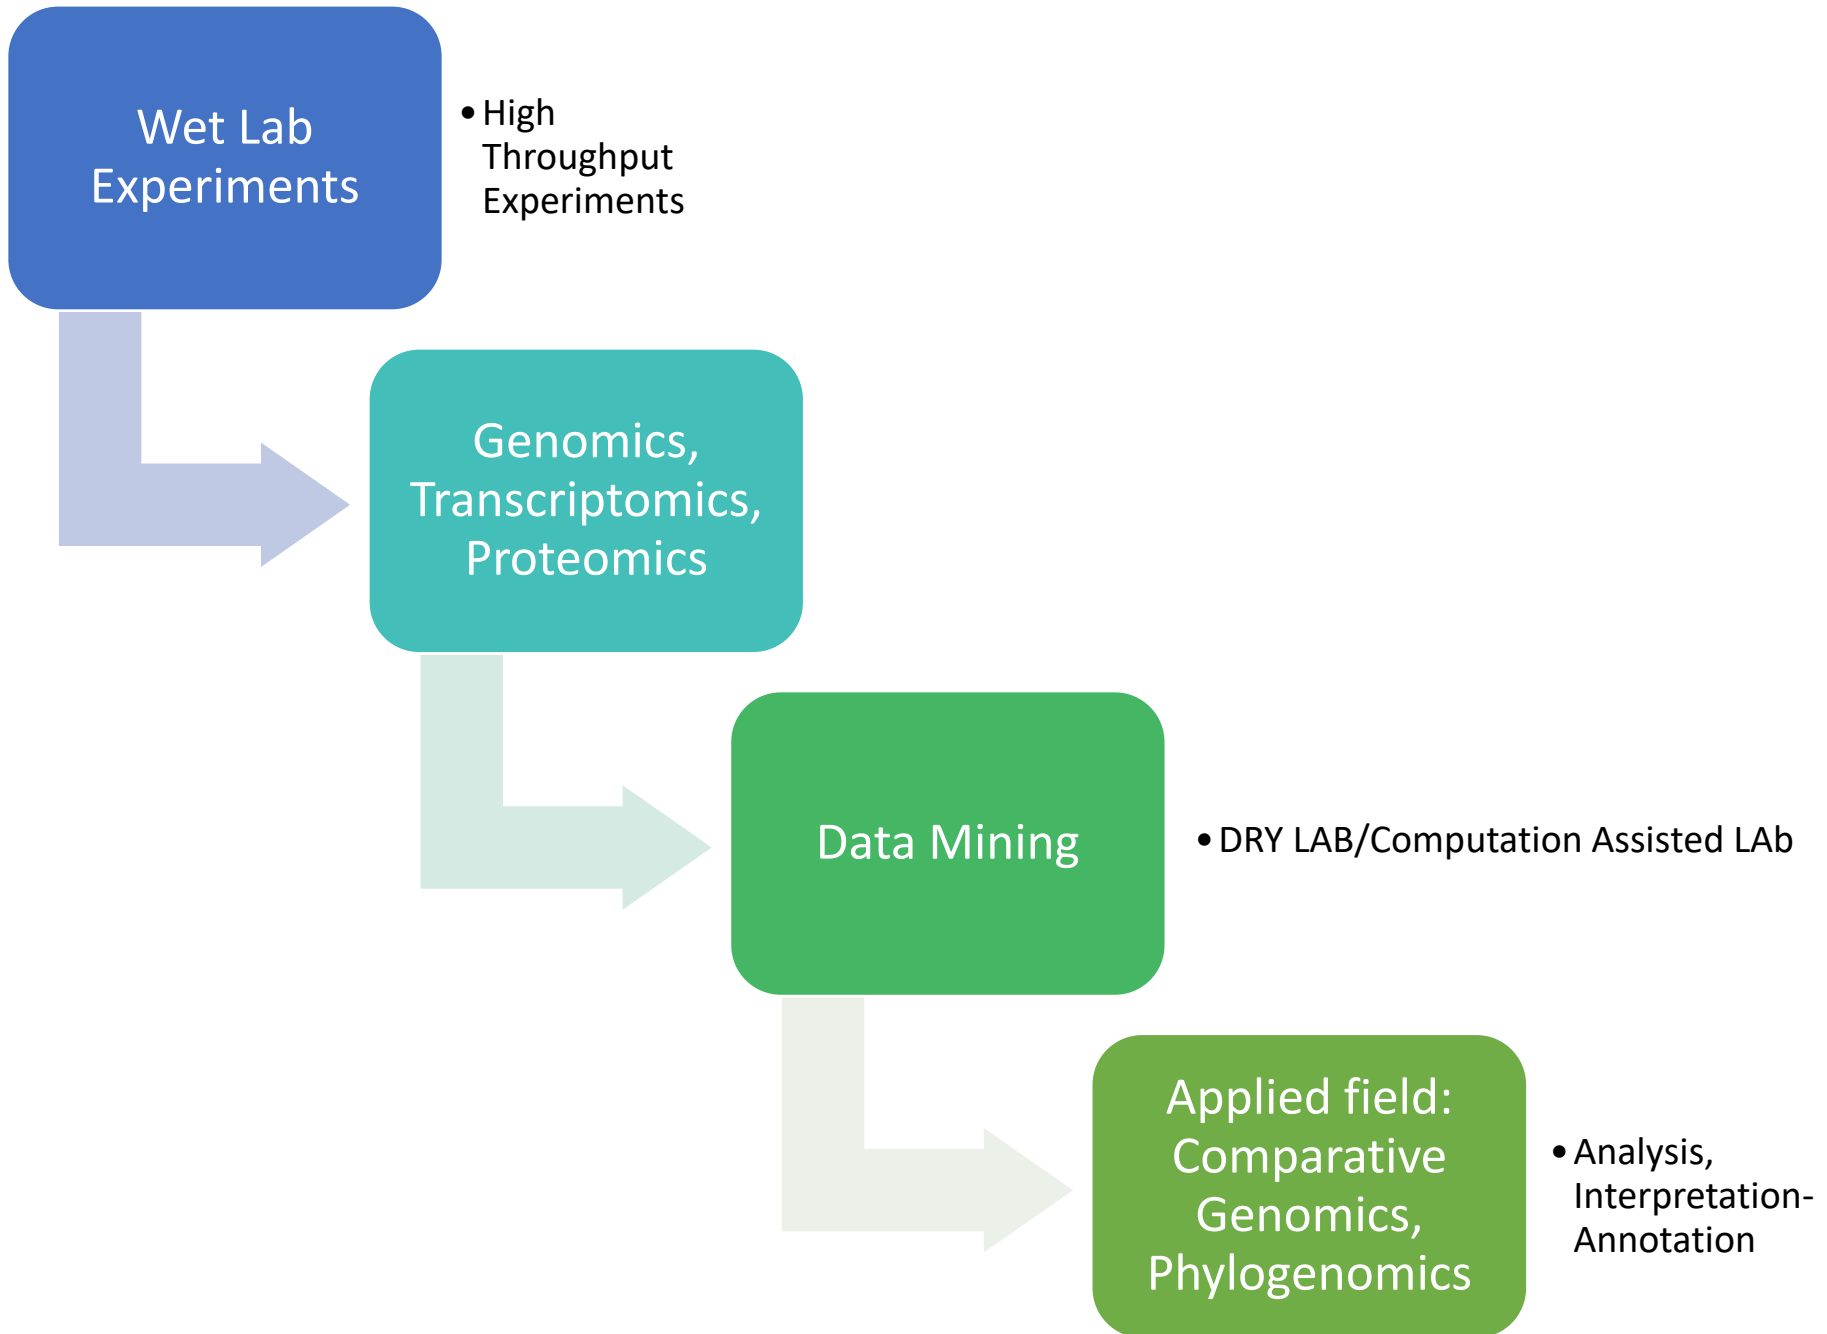 Wet Lab
Experiments
• High
Throughput
Experiments
Genomics,
Transcriptomics,
Proteomics
Data Mining
• DRY LAB/Computation Assisted LAb
Applied field:
Comparative
Genomics,
Phylogenomics
• Analysis,
Interpretation-
Annotation